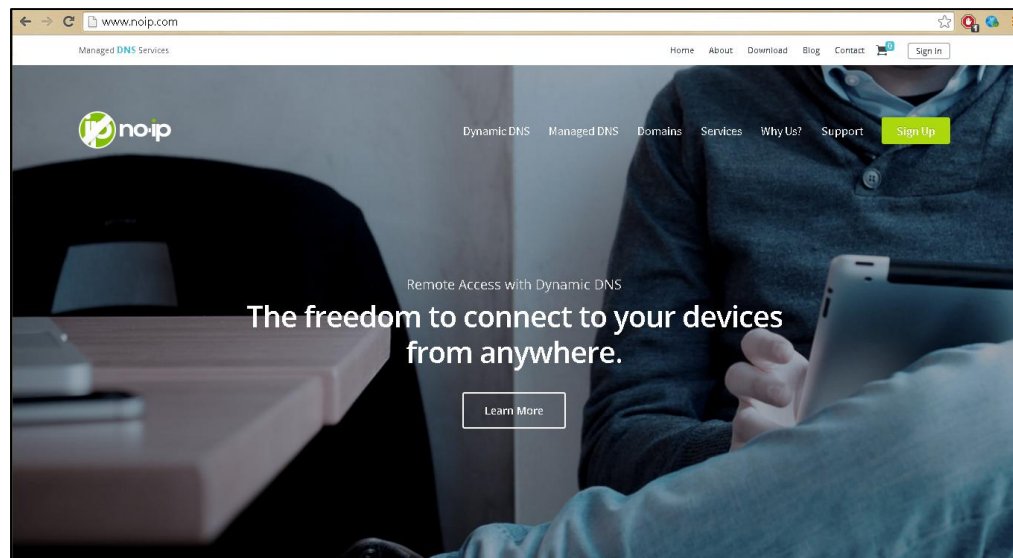 www.noip.com
Managed DNS Services
Home About Download Blog Contact 0 Sign In
no·ip
Dynamic DNS Managed DNS Domains Services Why Us? Support Sign Up
Remote Access with Dynamic DNS
The freedom to connect to your devices
from anywhere.
Learn More